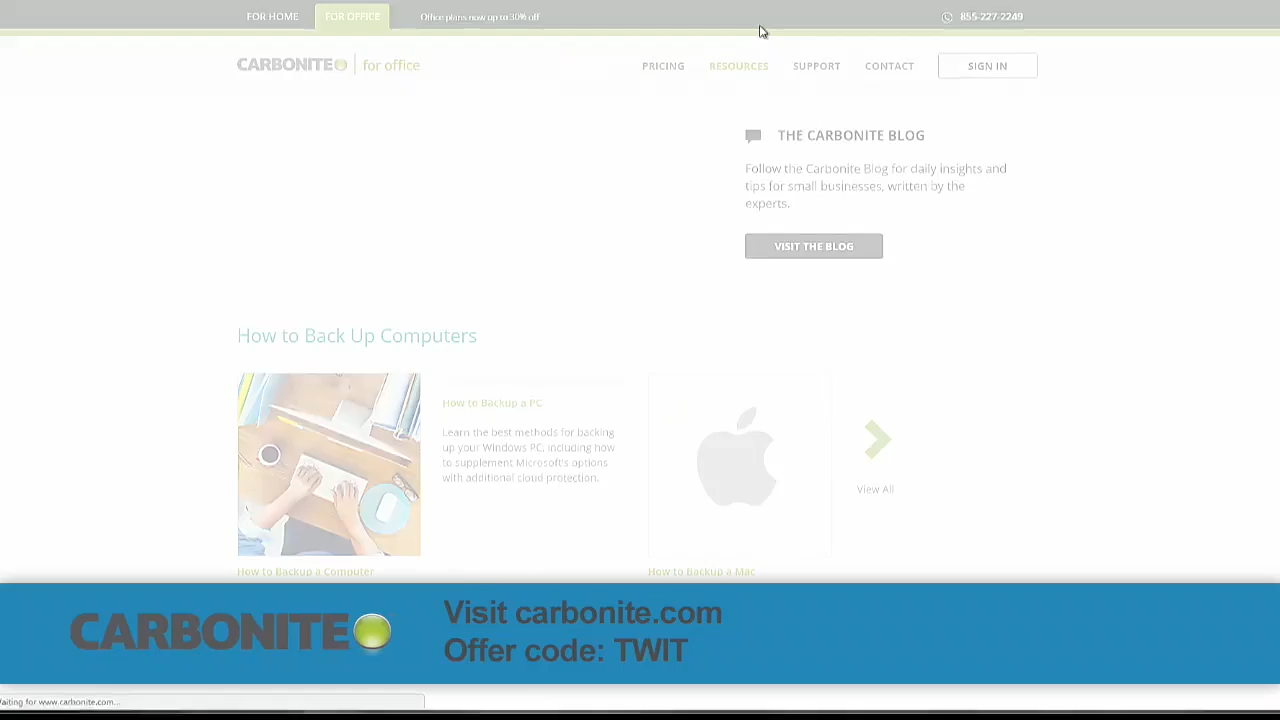 FOR HOME
FOR OFFICE
Office plans now up to 30% off
855-227-2249
CARBONITE for office
PRICING
RESOURCES
SUPPORT
CONTACT
SIGN IN
THE CARBONITE BLOG
Follow the Carbonite Blog for daily insights and
tips for small businesses, written by the
experts.
VISIT THE BLOG
How to Back Up Computers
How to Backup a PC
Learn the best methods for backing
up your Windows PC, including how
to supplement Microsoft's options
with additional cloud protection.
View All
How to Backup a Computer
How to Backup a Mac
CARBONITE
Visit carbonite.com
Offer code: TWIT
aiting for www.carbonite.com...